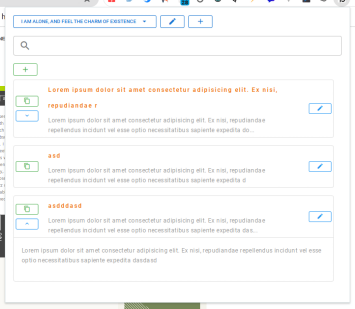 I AM ALONE, AND FEEL THE CHARM OF EXISTENCE
Lorem ipsum dolor sit amet consectetur adipisicing elit. Ex nisi,
repudiandae r
Lorem ipsum dolor sit amet consectetur adipisicing elit. Ex nisi, repudiandae
repellendus incidunt vel esse optio necessitatibus sapiente expedita do...
asd
Lorem ipsum dolor sit amet consectetur adipisicing elit. Ex nisi, repudiandae
repellendus incidunt vel esse optio necessitatibus sapiente expedita d
asdddasd
Lorem ipsum dolor sit amet consectetur adipisicing elit. Ex nisi, repudiandae
repellendus incidunt vel esse optio necessitatibus sapiente expedita das...
Lorem ipsum dolor sit amet consectetur adipisicing elit. Ex nisi, repudiandae repellendus incidunt vel esse
optio necessitatibus sapiente expedita dasdasd